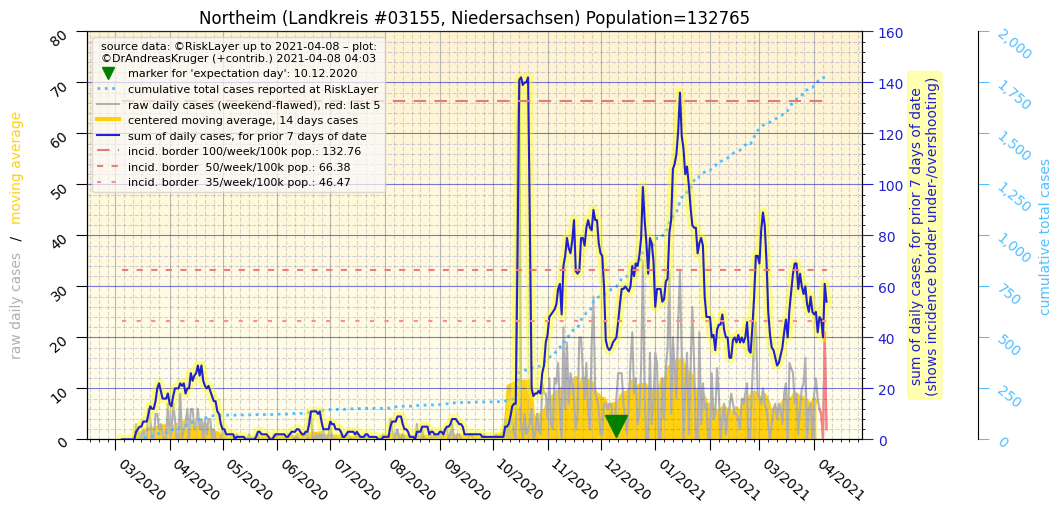 Northeim (Landkreis #03155, Niedersachsen) Population=132765
source data: ©RiskLayer up to 2021-04-08 – plot:
©DrAndreasKruger (+contrib.) 2021-04-08 04:03
marker for 'expectation day': 10.12.2020
cumulative total cases reported at RiskLayer
raw daily cases (weekend-flawed), red: last 5
centered moving average, 14 days cases
sum of daily cases, for prior 7 days of date
incid. border 100/week/100k pop.: 132.76
incid. border  50/week/100k pop.: 66.38
incid. border  35/week/100k pop.: 46.47
raw daily cases / moving average
80
70
60
50
40
30
20
10
0
03/2020
04/2020
05/2020
06/2020
07/2020
08/2020
09/2020
10/2020
11/2020
12/2020
01/2021
02/2021
03/2021
04/2021
160
140
120
100
80
60
40
20
0
sum of daily cases, for prior 7 days of date
(shows incidence border under-/overshooting)
2,000
1,750
1,500
1,250
1,000
750
500
250
0
cumulative total cases